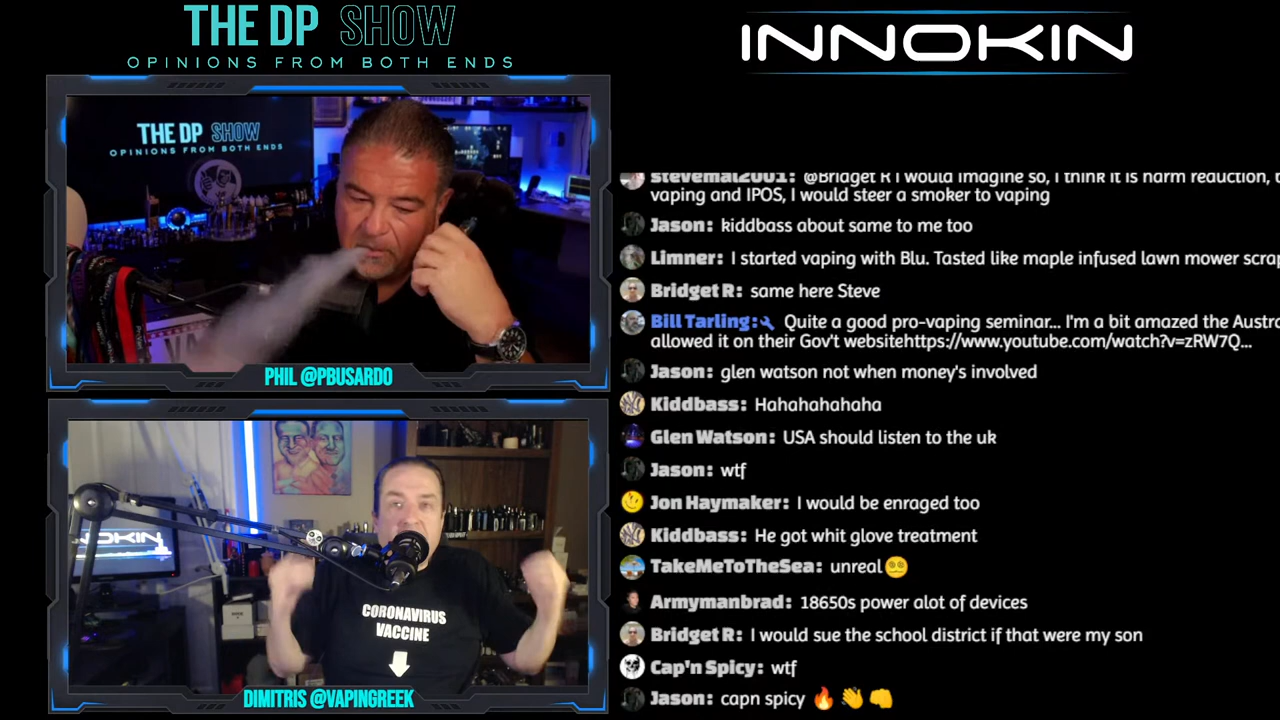 THE DP SHOW
OPINIONS FROM BOTH ENDS
INNOKIN
THE DP SHOW
OPINIONS FROM BOTH ENDS
PHIL @PBUSARDO
INNOKIN
CORONAVIRUS
VACCINE
DIMITRIS @VAPINGREEK
stevemal2001: @Bridget R I would imagine so, I think it is harm reduction,
vaping and IPOS, I would steer a smoker to vaping
Jason: kiddbass about same to me too
Limner: I started vaping with Blu. Tasted like maple infused lawn mower scrap
Bridget R: same here Steve
Bill Tarling: Quite a good pro-vaping seminar... I'm a bit amazed the Austra
allowed it on their Gov't websitehttps://www.youtube.com/watch?v=zRW7Q...
Jason: glen watson not when money's involved
Kiddbass: Hahahahahaha
Glen Watson: USA should listen to the uk
Jason: wtf
Jon Haymaker: I would be enraged too
Kiddbass: He got whit glove treatment
TakeMeToTheSea: unreal😵
Armymanbrad: 18650s power alot of devices
Bridget R: I would sue the school district if that were my son
Cap'n Spicy: wtf
Jason: capn spicy 🔥 👏 👊